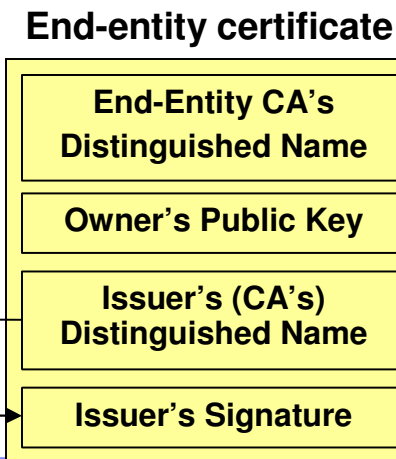 End-entity certificate
End-Entity CA’s
Distinguished Name
Owner’s Public Key
Issuer’s (CA’s)
Distinguished Name
Issuer’s Signature